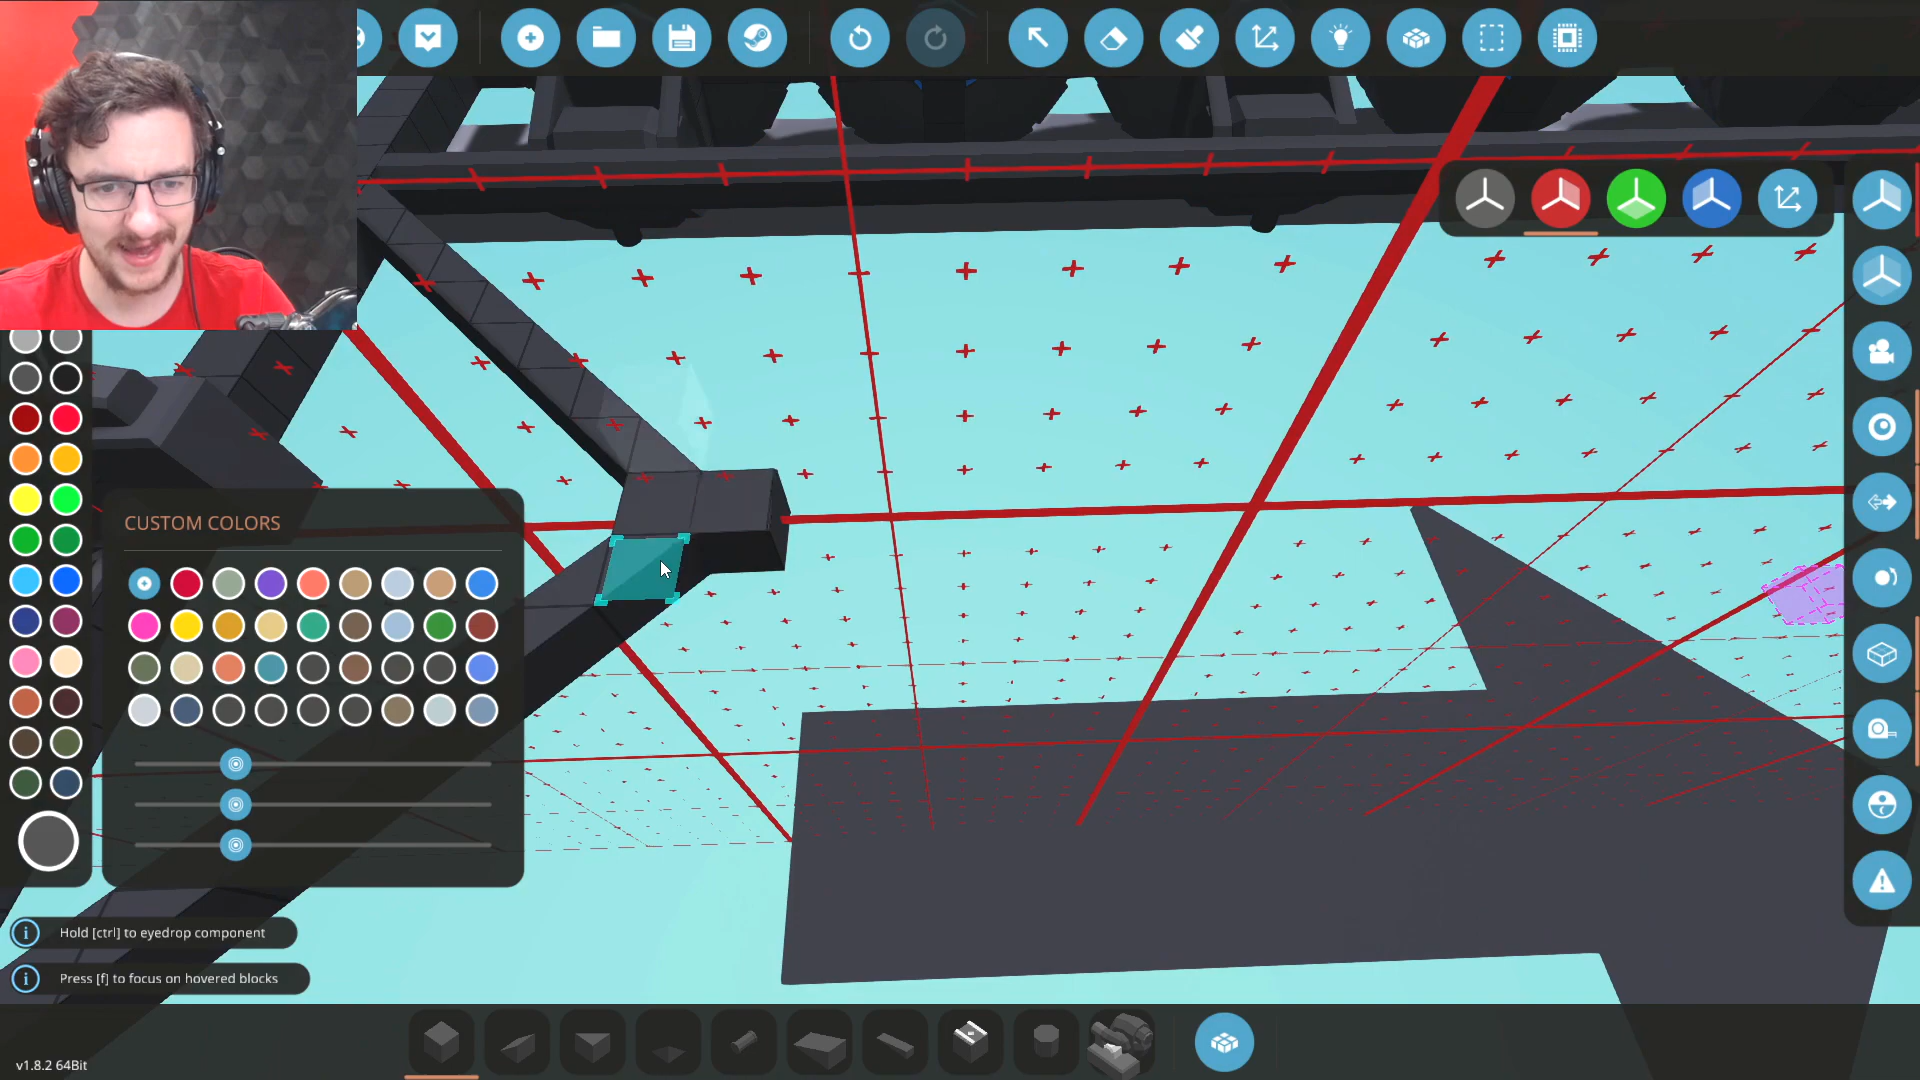 CUSTOM COLORS
Hold [ctrl] to eyedrop component
Press [f] to focus on hovered blocks
v1.8.2 64Bit